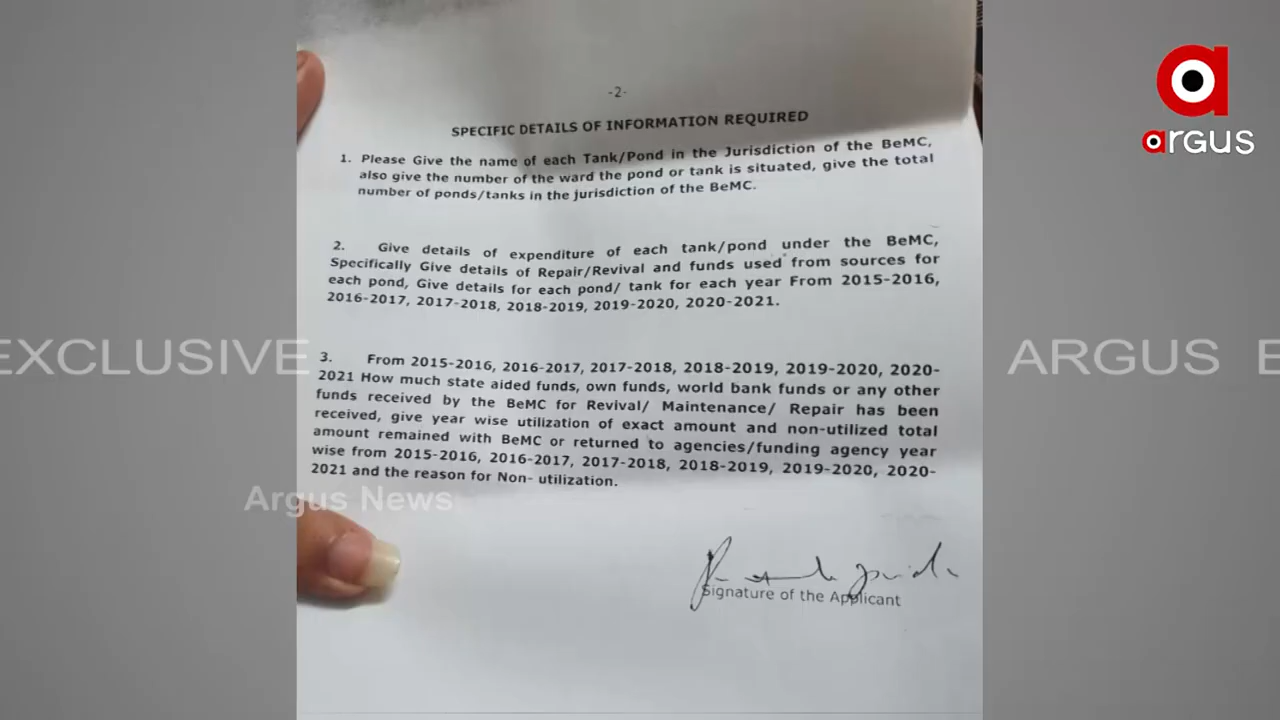 -2-
SPECIFIC DETAILS OF INFORMATION REQUIRED
1. Please Give the name of each Tank/Pond in the Jurisdiction of the BeMC,
also give the number of the ward the pond or tank is situated, give the total
number of ponds/tanks in the jurisdiction of the BeMC.
2. Give details of expenditure of each tank/pond under the BeMC,
Specifically Give details of Repair/Revival and funds used from sources for
each pond, Give details for each pond/ tank for each year From 2015-2016,
2016-2017, 2017-2018, 2018-2019, 2019-2020, 2020-2021.
3. From 2015-2016, 2016-2017, 2017-2018, 2018-2019, 2019-2020, 2020-
2021 How much state aided funds, own funds, world bank funds or any other
funds received by the BeMC for Revival/ Maintenance/ Repair has been
received, give year wise utilization of exact amount and non-utilized total
amount remained with BeMC or returned to agencies/funding agency year
wise from 2015-2016, 2016-2017, 2017-2018, 2018-2019, 2019-2020, 2020-
2021 and the reason for Non- utilization.
Signature of the Applicant
argus
EXCLUSIVE
ARGUS E
Argus News